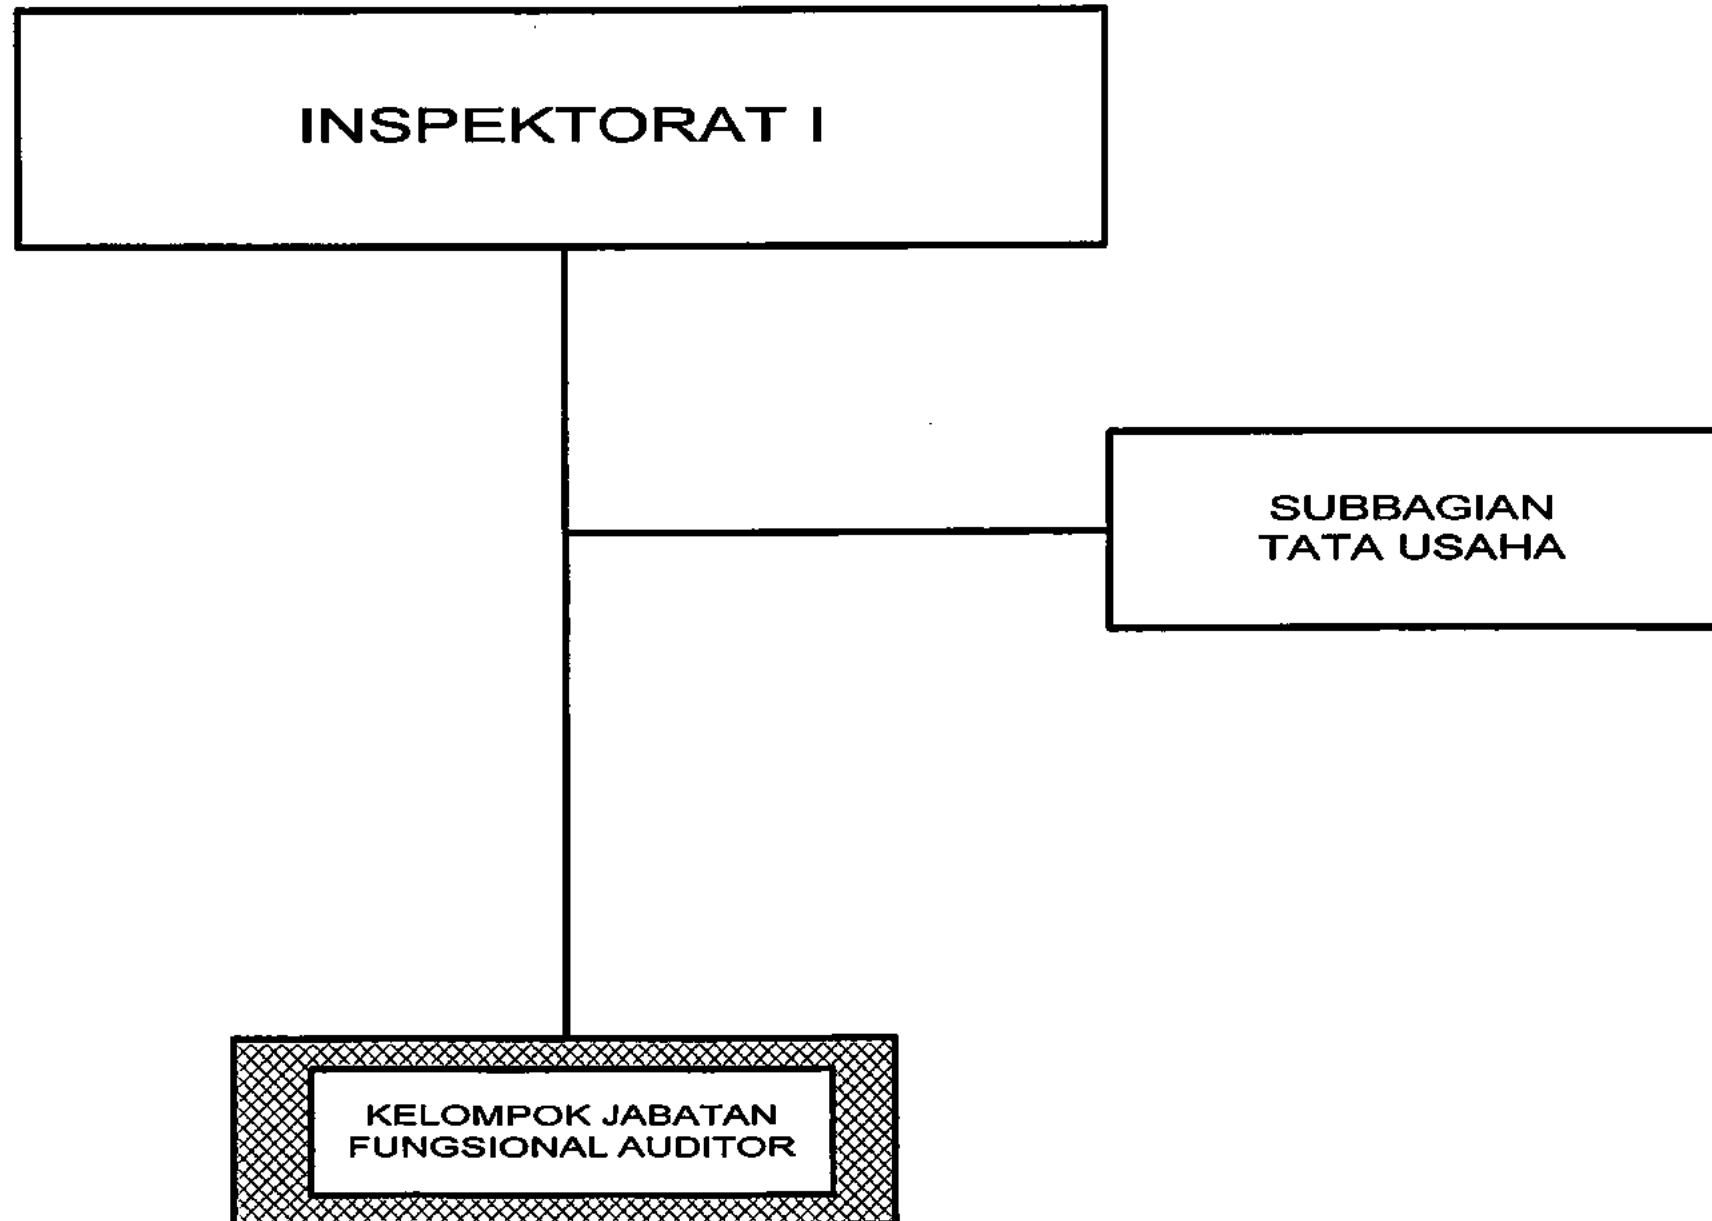 INSPEKTORAT I
SUBBAGIAN
TATA USAHA
KELOMPOK JABATAN
FUNGSIONAL AUDITOR